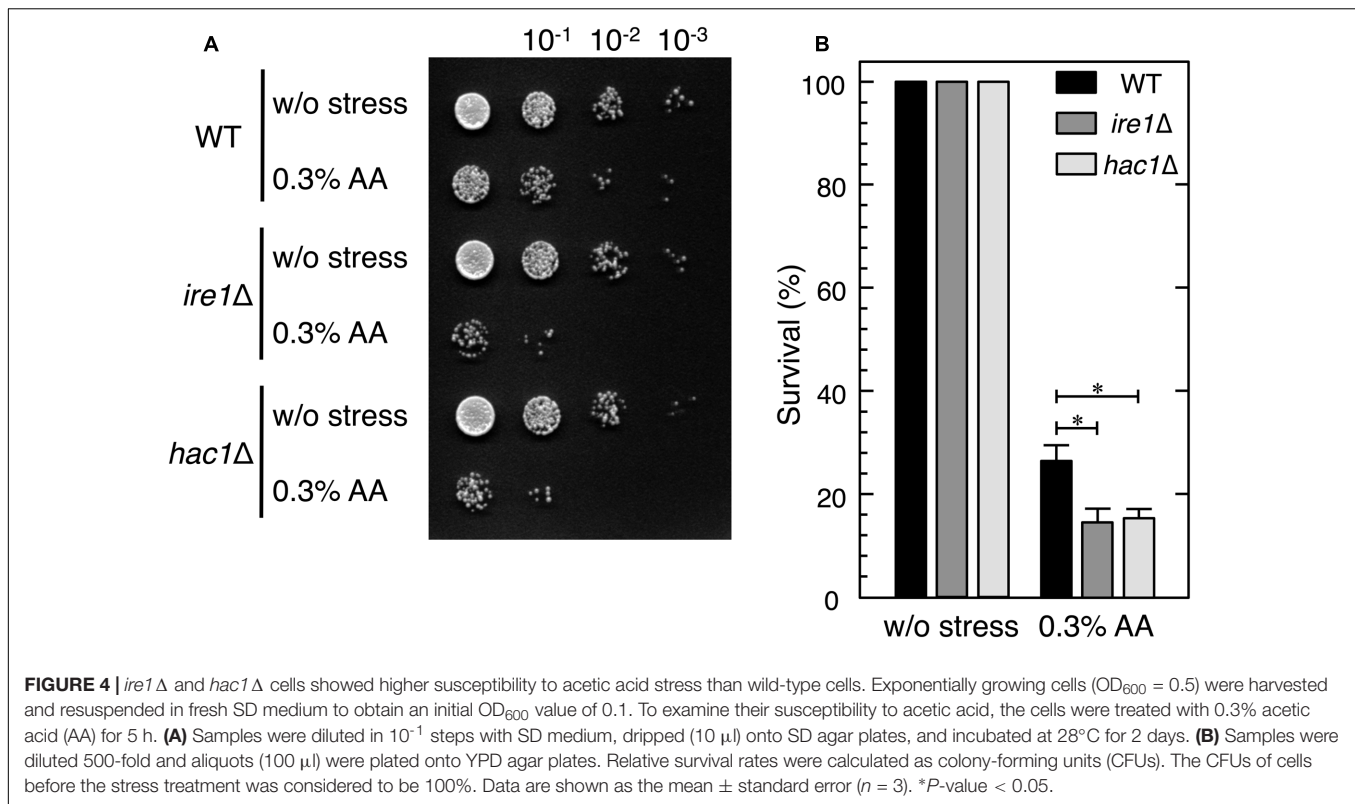 A
10-1 10-2 10-3
WT
w/o stress
0.3% AA
ire1Δ
w/o stress
0.3% AA
hac1Δ
w/o stress
0.3% AA
B
WT
ire1Δ
hac1Δ
Survival (%)
100
80
60
40
20
0
*
*
w/o stress 0.3% AA
FIGURE 4 | ire1Δ and hac1Δ cells showed higher susceptibility to acetic acid stress than wild-type cells. Exponentially growing cells (OD600 = 0.5) were harvested
and resuspended in fresh SD medium to obtain an initial OD600 value of 0.1. To examine their susceptibility to acetic acid, the cells were treated with 0.3% acetic
acid (AA) for 5 h. (A) Samples were diluted in 10-1 steps with SD medium, dripped (10 μl) onto SD agar plates, and incubated at 28°C for 2 days. (B) Samples were
diluted 500-fold and aliquots (100 μl) were plated onto YPD agar plates. Relative survival rates were calculated as colony-forming units (CFUs). The CFUs of cells
before the stress treatment was considered to be 100%. Data are shown as the mean ± standard error (n = 3). *P-value < 0.05.